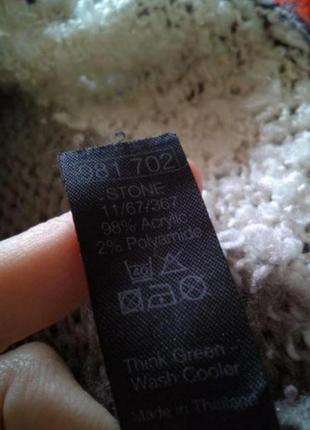 981 702
STONE
11/67/367
98% Acrylic
2% Polyamide
Think Green -
Wash Cooler
Made in Thailand